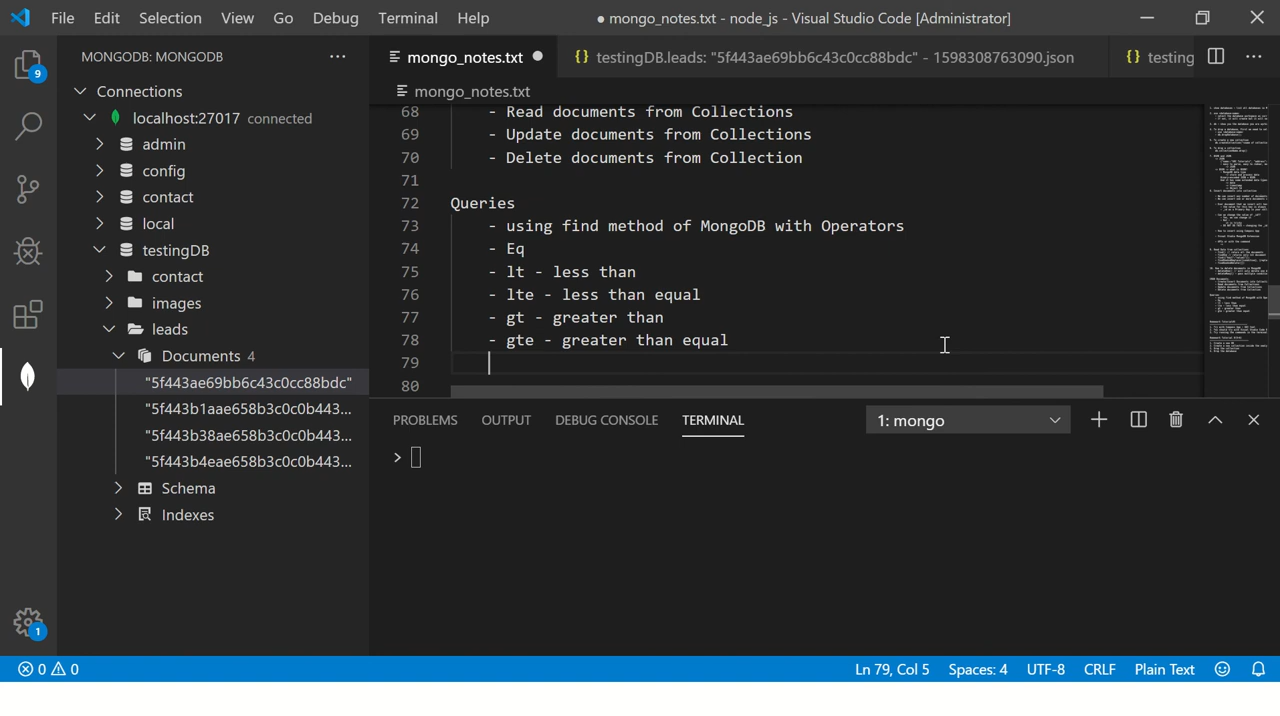 File Edit Selection View Go Debug Terminal Help
● mongo_notes.txt - node_js - Visual Studio Code [Administrator]
9
MONGODB: MONGODB
Connections
localhost:27017 connected
admin
config
contact
local
testingDB
contact
images
leads
Documents 4
"5f443ae69bb6c43c0cc88bdc"
"5f443b1aae658b3c0c0b443...
"5f443b38ae658b3c0c0b443...
"5f443b4eae658b3c0c0b443...
Schema
Indexes
1
mongo_notes.txt
{} testingDB.leads: "5f443ae69bb6c43c0cc88bdc" - 1598308763090.json
{} testing
mongo_notes.txt
68 - Read documents from Collections
69 - Update documents from Collections
70 - Delete documents from Collection
71
72 Queries
73 - using find method of MongoDB with Operators
74 - Eq
75 - lt - less than
76 - lte - less than equal
77 - gt - greater than
78 - gte - greater than equal
79
80
PROBLEMS OUTPUT DEBUG CONSOLE TERMINAL
1: mongo
>
0 0
Ln 79, Col 5 Spaces: 4 UTF-8 CRLF Plain Text